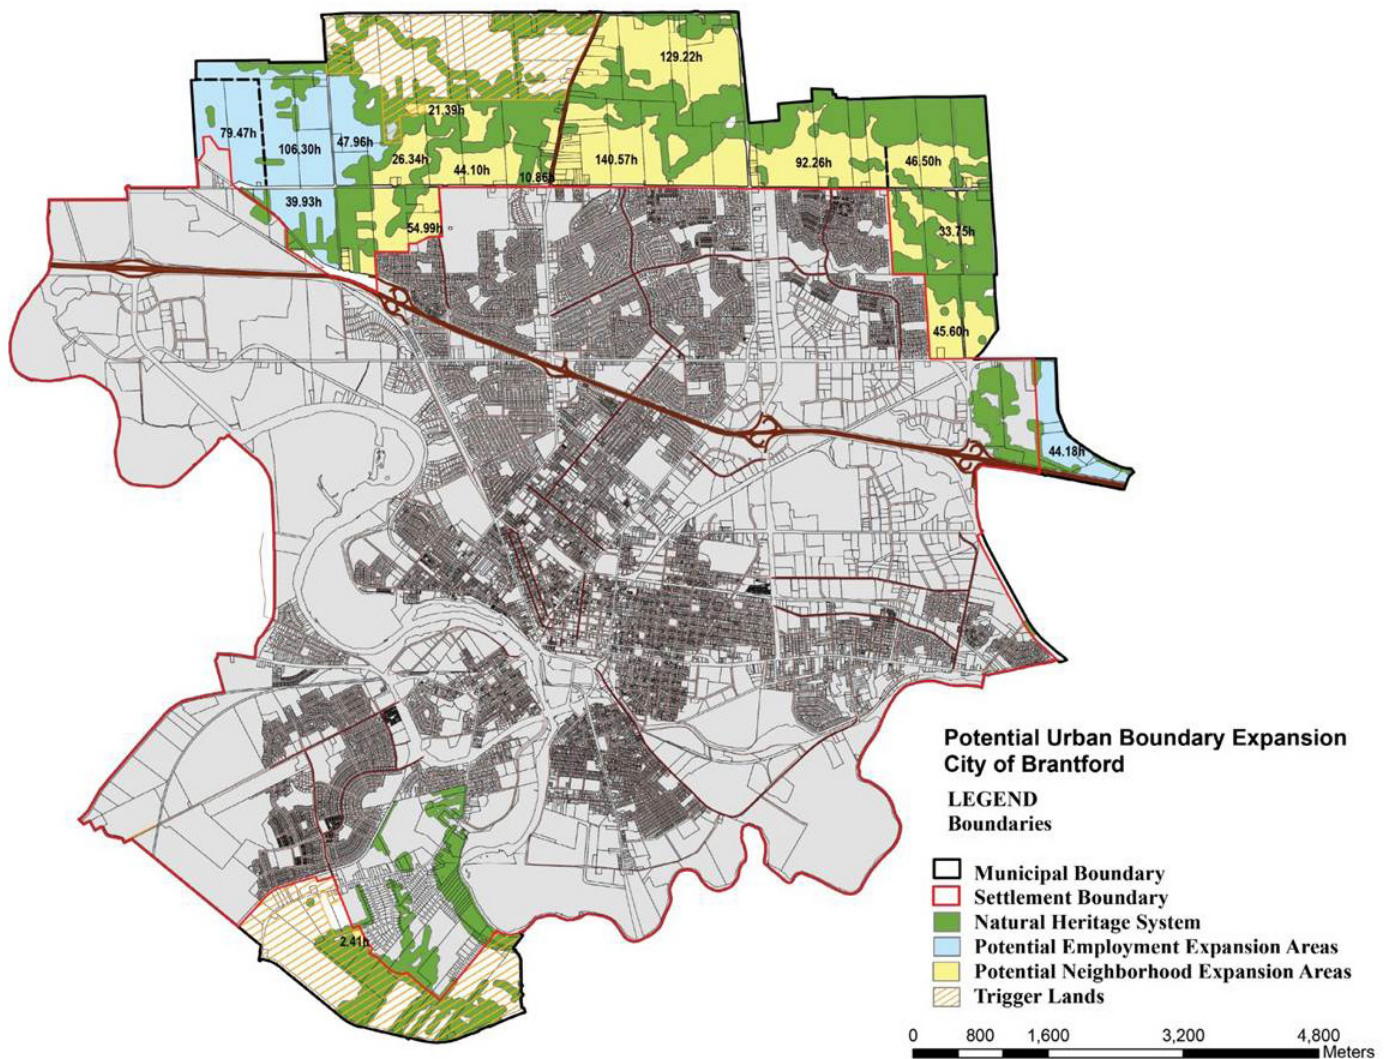 129.22h
21.39h
79.47h
47.96h
106.30h
26.34h
44.10h
140.57h
92.26h
46.50h
10.86h
39.93h
54.99h
33.75h
45.60h
44.18h
2.41h
Potential Urban Boundary Expansion
City of Brantford
LEGEND
Boundaries
Municipal Boundary
Settlement Boundary
Natural Heritage System
Potential Employment Expansion Areas
Potential Neighborhood Expansion Areas
Trigger Lands
0 800 1,600 3,200 4,800
Meters